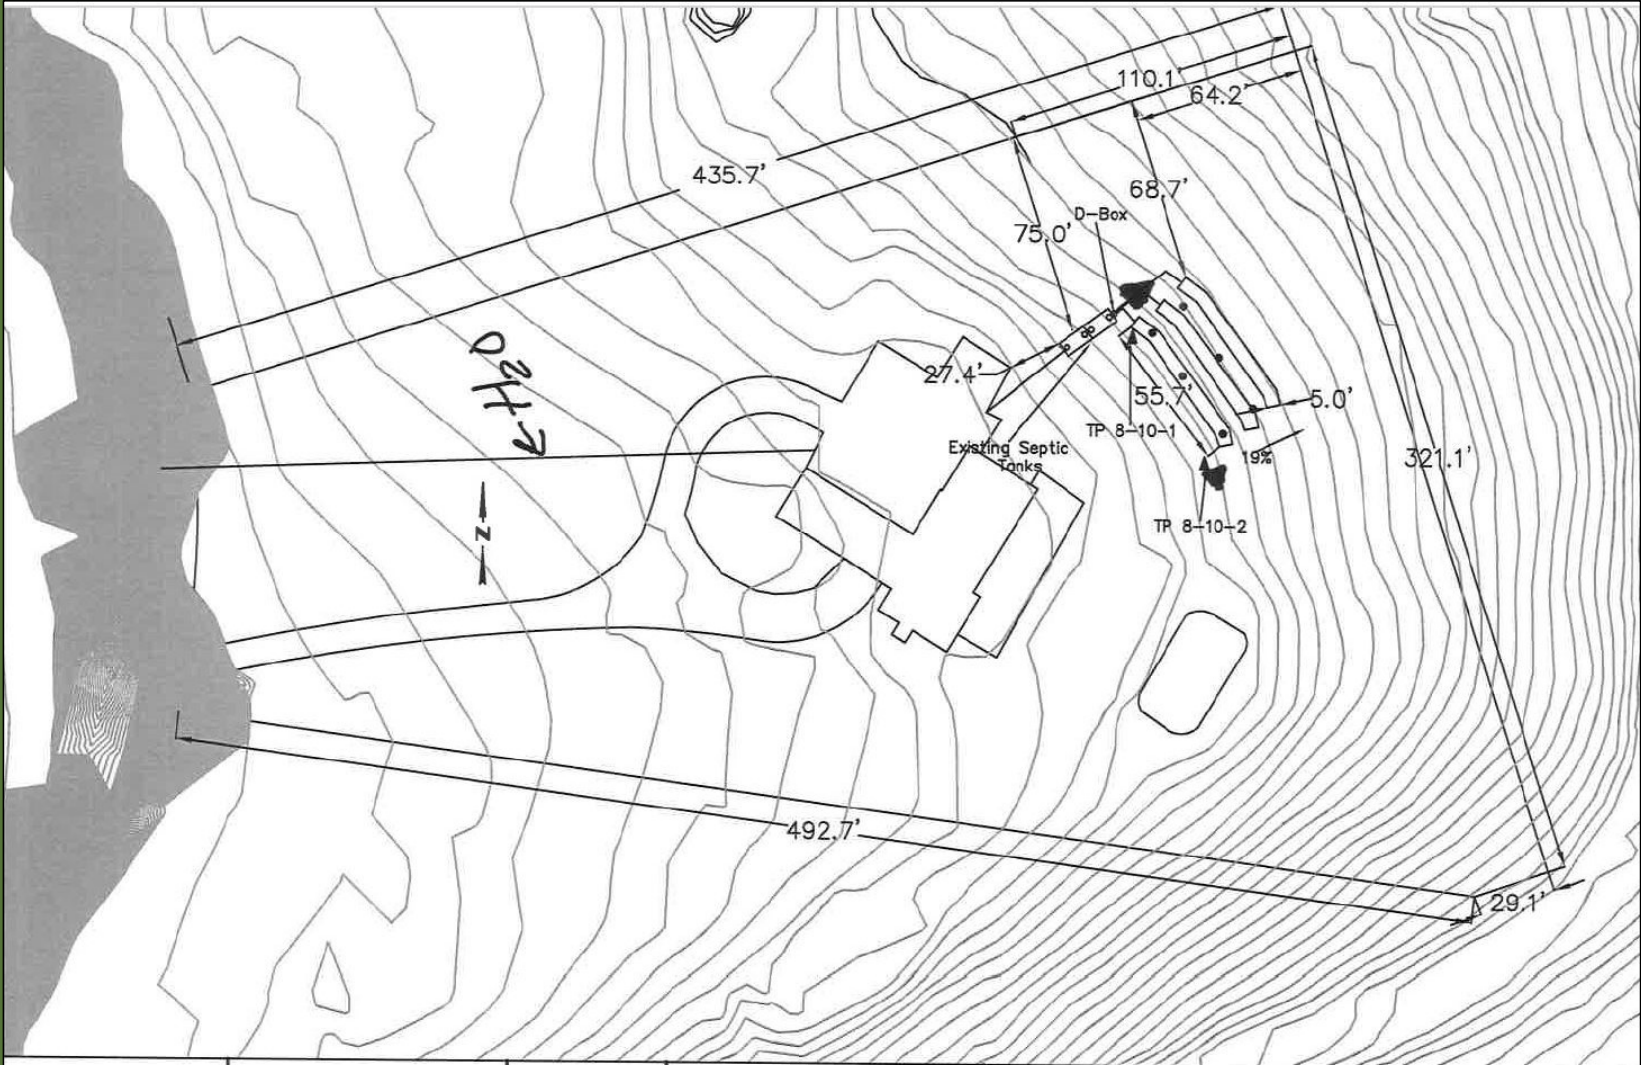 110.1'
64.2'
435.7'
68.7'
D-Box
75.0'
H2O
27.4'
55.7'
5.0'
TP 8-10-1
Existing Septic
Tanks
19%
321.1'
N
TP 8-10-2
492.7'
29.1'